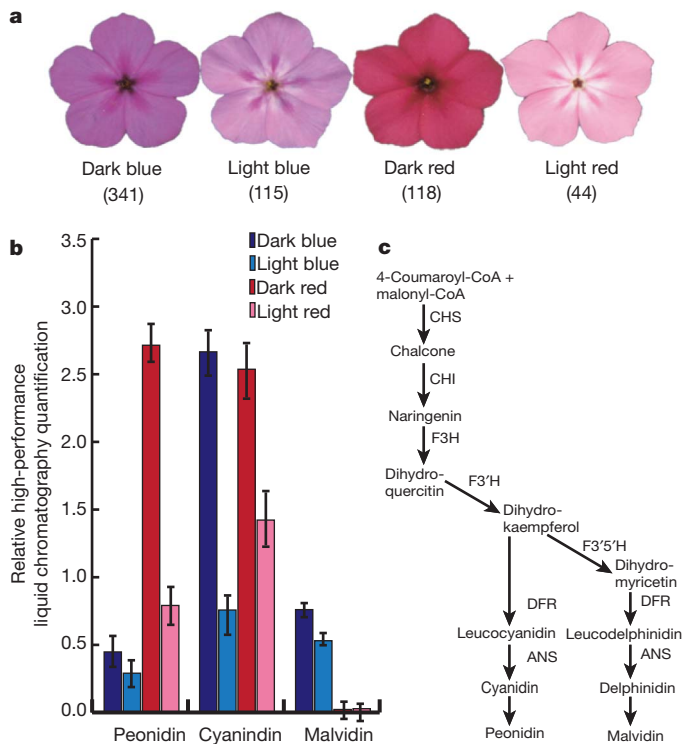 a
Dark blue
(341)
Light blue
(115)
Dark red
(118)
Light red
(44)
b
Relative high-performance
liquid chromatography quantification
3.5
3.0
2.5
2.0
1.5
1.0
0.5
0.0
Dark blue
Light blue
Dark red
Light red
Peonidin
Cyanindin
Malvidin
c
4-Coumaroyl-CoA +
malonyl-CoA
CHS
Chalcone
CHI
Naringenin
F3H
Dihydro-
quercitin
F3′H
Dihydro-
kaempferol
F3′5′H
Dihydro-
myricetin
DFR
DFR
Leucocyanidin
Leucodelphinidin
ANS
ANS
Cyanidin
Delphinidin
Peonidin
Malvidin